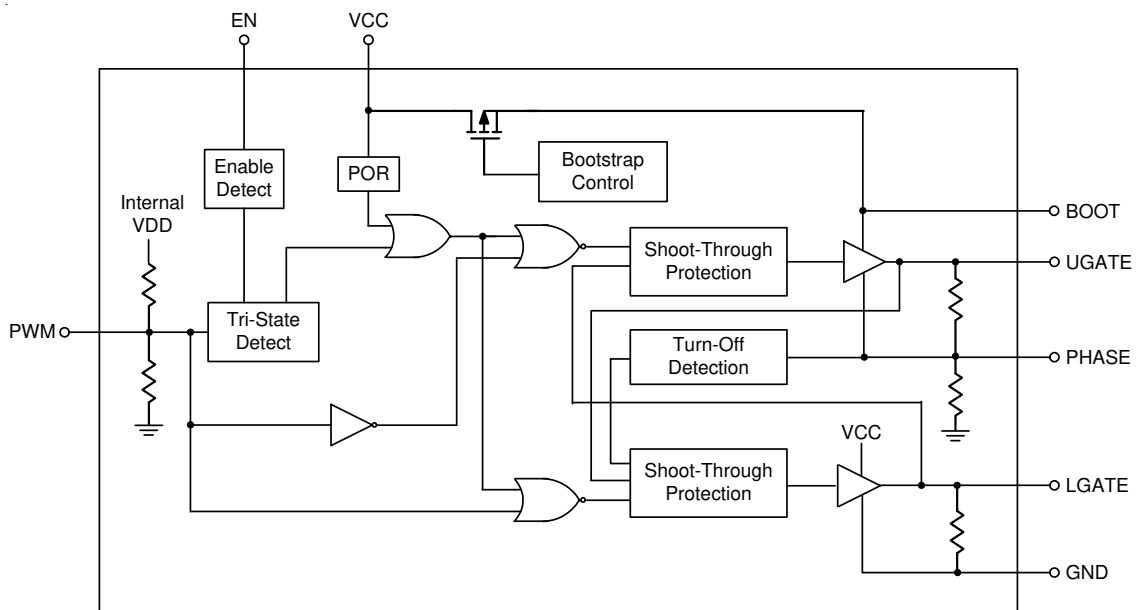 EN
VCC
Enable
Detect
POR
Bootstrap
Control
Internal
VDD
BOOT
Shoot-Through
Protection
UGATE
PWM
Tri-State
Detect
Turn-Off
Detection
PHASE
VCC
Shoot-Through
Protection
LGATE
GND